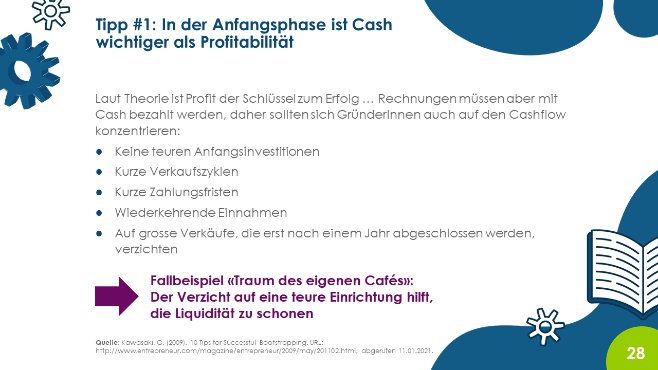 Tipp #1: In der Anfangsphase ist Cash
wichtiger als Profitabilität
Laut Theorie ist Profit der Schlüssel zum Erfolg … Rechnungen müssen aber mit
Cash bezahlt werden, daher sollten sich GründerInnen auch auf den Cashflow
konzentrieren:
● Keine teuren Anfangsinvestitionen
● Kurze Verkaufszyklen
● Kurze Zahlungsfristen
● Wiederkehrende Einnahmen
● Auf grosse Verkäufe, die erst nach einem Jahr abgeschlossen werden,
verzichten
Fallbeispiel «Traum des eigenen Cafés»:
Der Verzicht auf eine teure Einrichtung hilft,
die Liquidität zu schonen
Quelle: Kawasaki, G. (2009). 10 Tips for Successful Bootstrapping, URL:
http://www.entrepreneur.com/magazine/entrepreneur/2009/may/201102.html, abgerufen 11.01.2021.
28